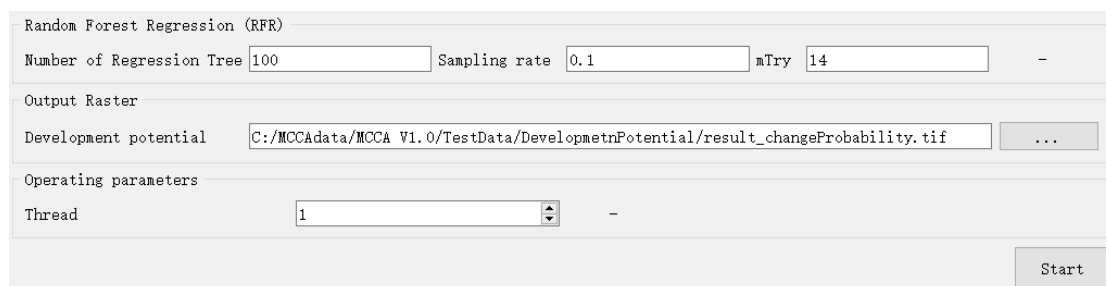 Random Forest Regression (RFR)
Number of Regression Tree 100 Sampling rate 0.1 mTry 14 -
Output Raster
Development potential C:/MCCAdata/MCCA V1.0/TestData/DevelopmetnPotential/result_changeProbability.tif ...
Operating parameters
Thread 1 -
Start